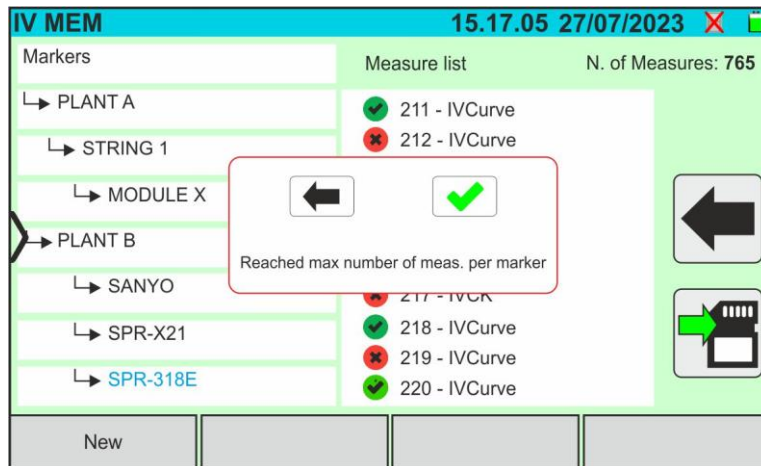 IV MEM 15.17.05 27/07/2023
Markers
PLANT A
STRING 1
MODULE X
PLANT B
SANYO
SPR-X21
SPR-318E
Measure list N. of Measures: 765
211 - IVCurve
212 - IVCurve
Reached max number of meas. per marker
217 - IVCK
218 - IVCurve
219 - IVCurve
220 - IVCurve
New